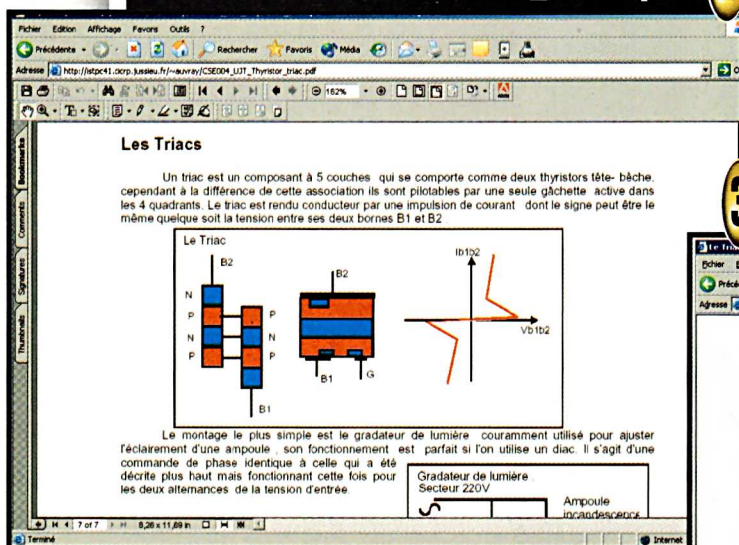 Fichier Edition Affichage Favoris Outils ?
Précédente Rechercher Favoris Média
Adresse http://istpc41.ccrp.jussieu.fr/~auvray/CSE004_UJT_Thyristor_triac.pdf
162%
Bookmarks
Comments
Signatures
Thumbnails
Les Triacs
Un triac est un composant à 5 couches qui se comporte comme deux thyristors tête- bêche,
cependant à la différence de cette association ils sont pilotables par une seule gâchette active dans
les 4 quadrants. Le triac est rendu conducteur par une impulsion de courant dont le signe peut être le
même quelque soit la tension entre ses deux bornes B1 et B2
Le Triac
B2
N
P P
N N
P P
N
B1
B2
B1 G
Ib1b2
Vb1b2
Le montage le plus simple est le gradateur de lumière couramment utilisé pour ajuster
l'éclairement d'une ampoule , son fonctionnement est parfait si l'on utilise un diac. Il s'agit d'une
commande de phase identique à celle qui a été
décrite plus haut mais fonctionnant cette fois pour
les deux alternances de la tension d'entrée.
Gradateur de lumière
Secteur 220V
Ampoule
incandescence
7 of 7 8,26 x 11,69 in
Terminé Internet
3
Le Tria
Fichier
Précéd
Adresse